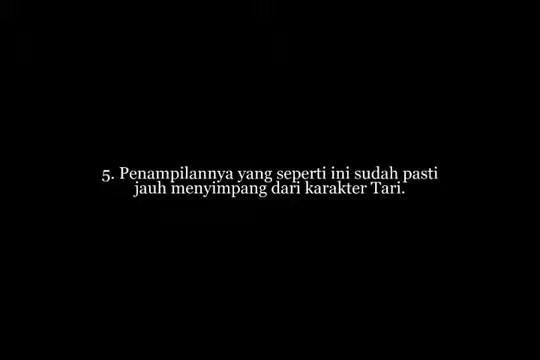 5. Penampilannya yang seperti ini sudah pasti
jauh menyimpang dari karakter Tari.